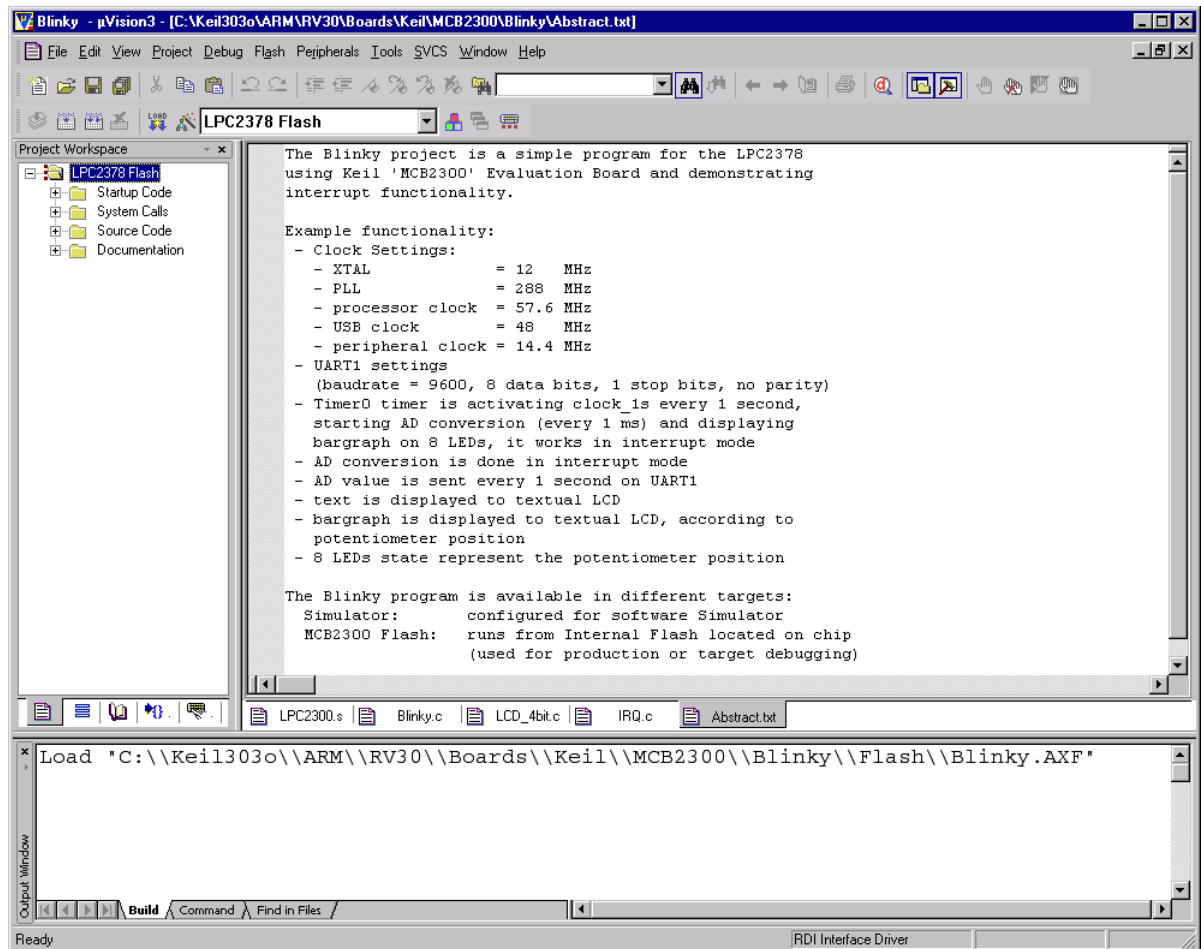 Blinky - µVision3 - [C:\Keil303o\ARM\RV30\Boards\Keil\MCB2300\Blinky\Abstract.txt]
File Edit View Project Debug Flash Peripherals Tools SVCS Window Help
LOAD LPC2378 Flash
Project Workspace
LPC2378 Flash
Startup Code
System Calls
Source Code
Documentation
The Blinky project is a simple program for the LPC2378
using Keil 'MCB2300' Evaluation Board and demonstrating
interrupt functionality.
Example functionality:
- Clock Settings:
- XTAL = 12 MHz
- PLL = 288 MHz
- processor clock = 57.6 MHz
- USB clock = 48 MHz
- peripheral clock = 14.4 MHz
- UART1 settings
(baudrate = 9600, 8 data bits, 1 stop bits, no parity)
- Timer0 timer is activating clock_1s every 1 second,
starting AD conversion (every 1 ms) and displaying
bargraph on 8 LEDs, it works in interrupt mode
- AD conversion is done in interrupt mode
- AD value is sent every 1 second on UART1
- text is displayed to textual LCD
- bargraph is displayed to textual LCD, according to
potentiometer position
- 8 LEDs state represent the potentiometer position
The Blinky program is available in different targets:
Simulator: configured for software Simulator
MCB2300 Flash: runs from Internal Flash located on chip
(used for production or target debugging)
LPC2300.s Blinky.c LCD_4bit.c IRQ.c Abstract.txt
Load "C:\\Keil303o\\ARM\\RV30\\Boards\\Keil\\MCB2300\\Blinky\\Flash\\Blinky.AXF"
Output Window
Build Command Find in Files
Ready RDI Interface Driver